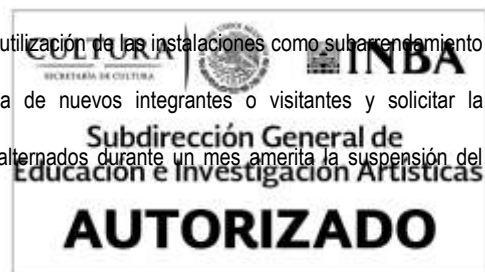 utilización de las instalaciones como subarrendamiento
CULTURA
SECRETARÍA DE CULTURA
INBA
a de nuevos integrantes o visitantes y solicitar la
Subdirección General de
alternados durante un mes amerita la suspensión del
Educación e Investigación Artísticas
AUTORIZADO